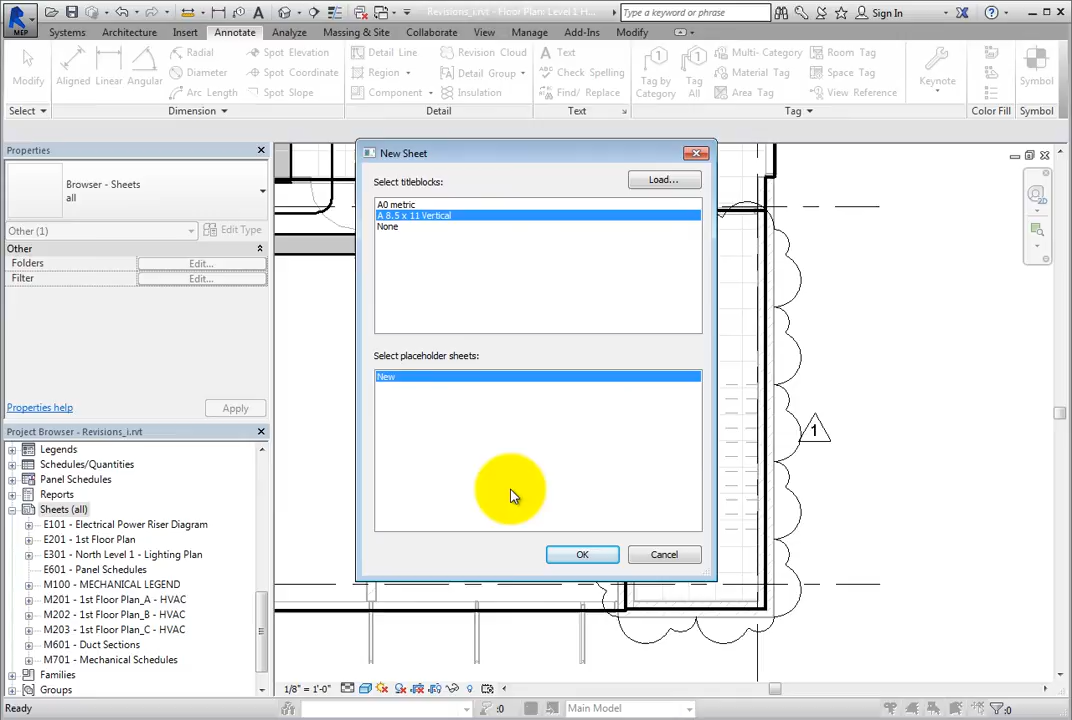 Revisions_i.rvt - Floor Plan: Level 1 H...
Type a keyword or phrase
Sign In
MEP
Systems Architecture Insert Annotate Analyze Massing & Site Collaborate View Manage Add-Ins Modify
Modify
Aligned Linear Angular
Radial
Diameter
Arc Length
Spot Elevation
Spot Coordinate
Spot Slope
Detail Line
Region
Component
Revision Cloud
Detail Group
Insulation
Text
Check Spelling
Find/ Replace
Tag by
Category
Tag
All
Multi- Category
Material Tag
Area Tag
Room Tag
Space Tag
View Reference
Keynote
Symbol
Select Dimension Detail Text Tag Color Fill Symbol
Properties
Browser - Sheets
all
Other (1)
Edit Type
Other
Folders Edit...
Filter Edit...
Properties help
Apply
Project Browser - Revisions_i.rvt
Legends
Schedules/Quantities
Panel Schedules
Reports
Sheets (all)
E101 - Electrical Power Riser Diagram
E201 - 1st Floor Plan
E301 - North Level 1 - Lighting Plan
E601 - Panel Schedules
M100 - MECHANICAL LEGEND
M201 - 1st Floor Plan_A - HVAC
M202 - 1st Floor Plan_B - HVAC
M203 - 1st Floor Plan_C - HVAC
M601 - Duct Sections
M701 - Mechanical Schedules
Families
Groups
New Sheet
Select titleblocks:
Load...
A0 metric
A 8.5 x 11 Vertical
None
Select placeholder sheets:
New
OK
Cancel
1
2D
1/8" = 1'-0"
Ready
:0
Main Model
:0